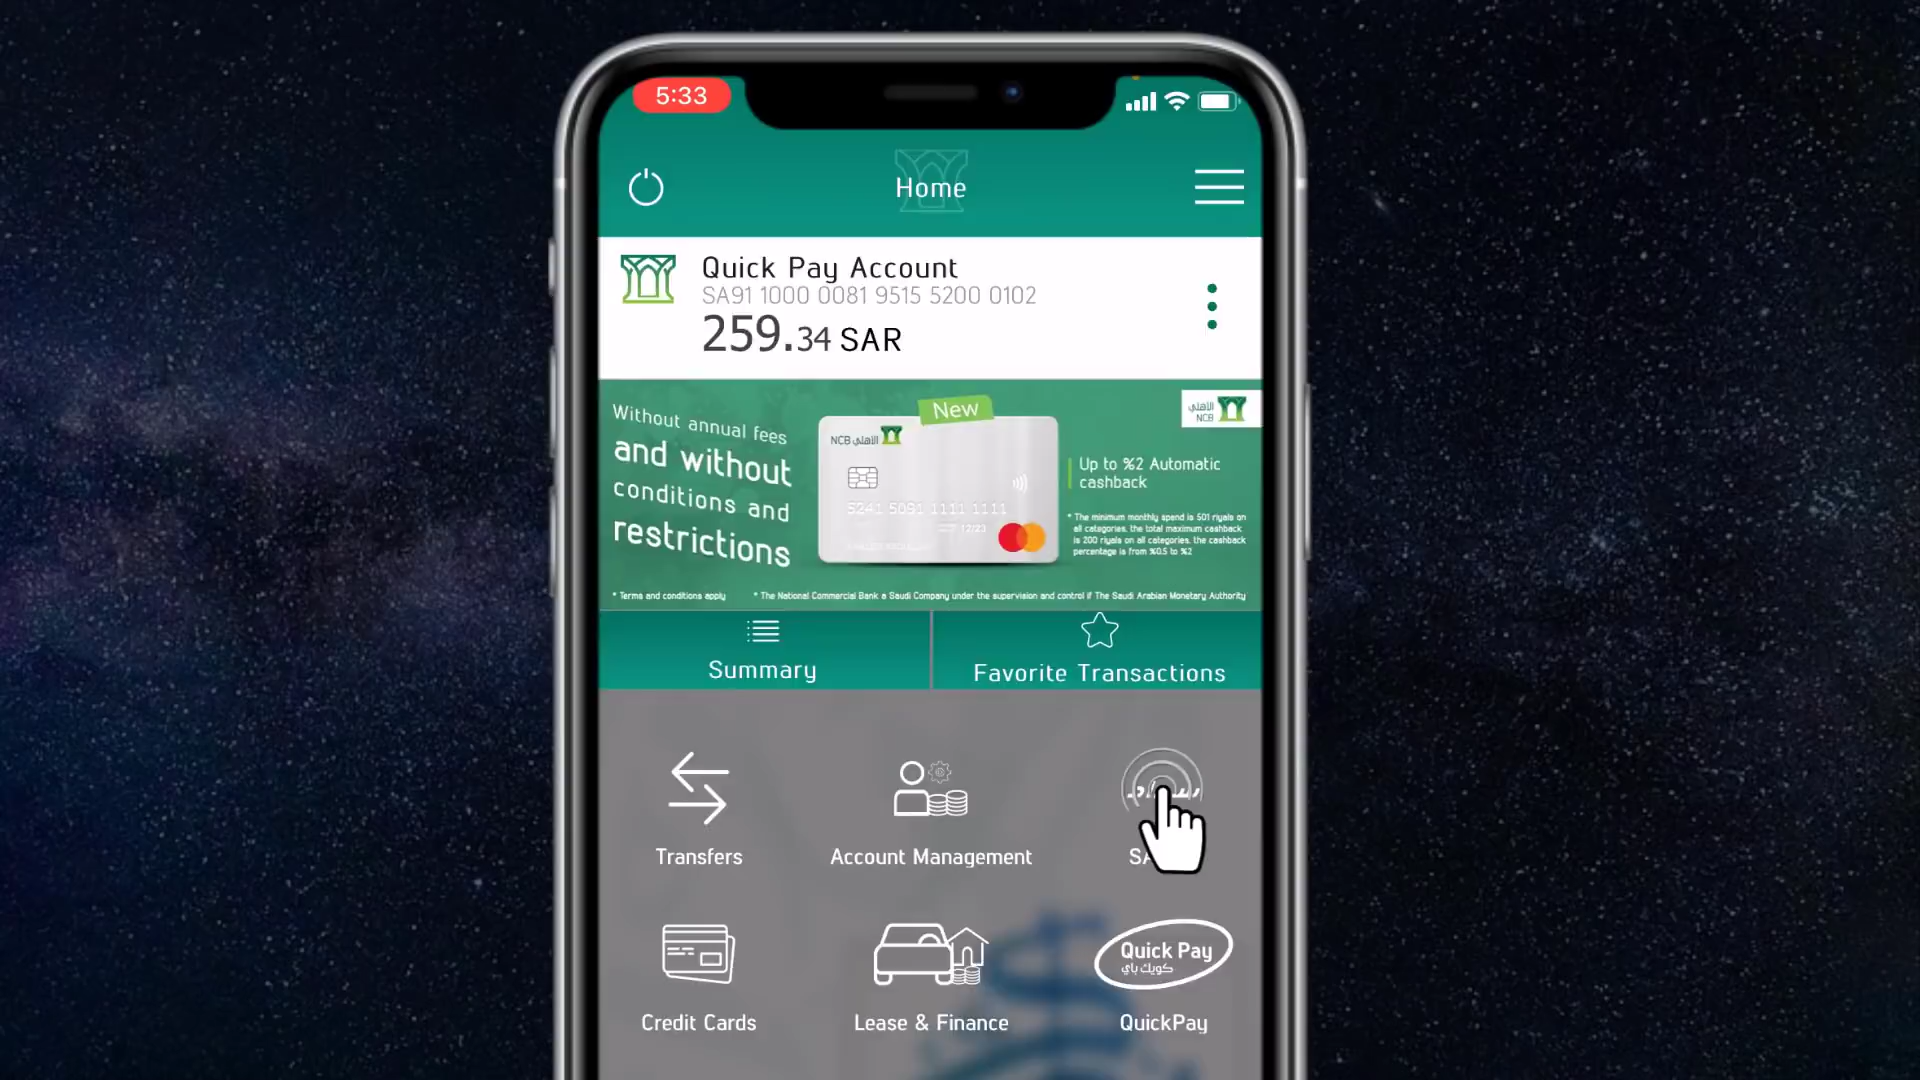 5:33
Home
Quick Pay Account
SA91 1000 0081 9515 5200 0102
259.34 SAR
Without annual fees
and without
conditions and
restrictions
New
NCB الأهلي
5241 5091 1111 1111
12/23
الأهلي
NCB
Up to %2 Automatic
cashback
* The minimum monthly spend is 501 riyals on
all categories, the total maximum cashback
is 200 riyals on all categories, the cashback
percentage is from %0.5 to %2
* Terms and conditions apply
* The National Commercial Bank a Saudi Company under the supervision and control if The Saudi Arabian Monetary Authority
Summary
Favorite Transactions
Transfers
Account Management
Quick Pay
كويك باي
Credit Cards
Lease & Finance
QuickPay